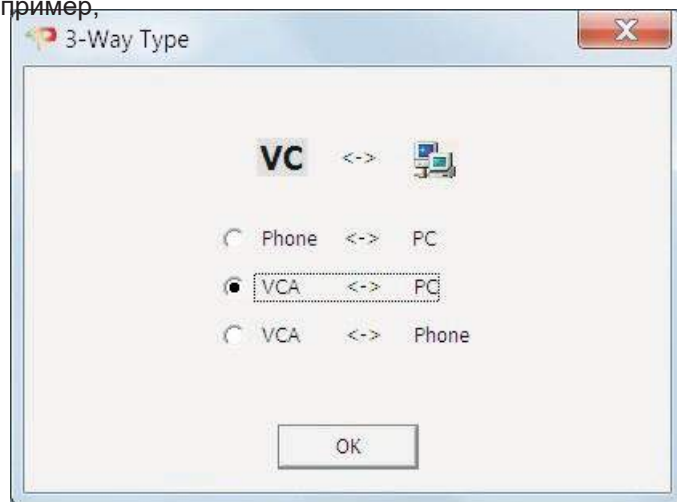 пример,
3-Way Type
VC <->
Phone <-> PC
VCA <-> PC
VCA <-> Phone
OK